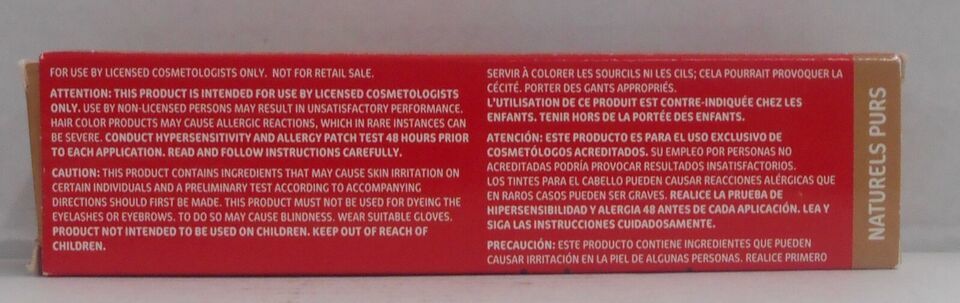 FOR USE BY LICENSED COSMETOLOGISTS ONLY. NOT FOR RETAIL SALE.
ATTENTION: THIS PRODUCT IS INTENDED FOR USE BY LICENSED COSMETOLOGISTS
ONLY. USE BY NON-LICENSED PERSONS MAY RESULT IN UNSATISFACTORY PERFORMANCE.
HAIR COLOR PRODUCTS MAY CAUSE ALLERGIC REACTIONS, WHICH IN RARE INSTANCES CAN
BE SEVERE. CONDUCT HYPERSENSITIVITY AND ALLERGY PATCH TEST 48 HOURS PRIOR
TO EACH APPLICATION. READ AND FOLLOW INSTRUCTIONS CAREFULLY.
CAUTION: THIS PRODUCT CONTAINS INGREDIENTS THAT MAY CAUSE SKIN IRRITATION ON
CERTAIN INDIVIDUALS AND A PRELIMINARY TEST ACCORDING TO ACCOMPANYING
DIRECTIONS SHOULD FIRST BE MADE. THIS PRODUCT MUST NOT BE USED FOR DYEING THE
EYELASHES OR EYEBROWS. TO DO SO MAY CAUSE BLINDNESS. WEAR SUITABLE GLOVES.
PRODUCT NOT INTENDED TO BE USED ON CHILDREN. KEEP OUT OF REACH OF
CHILDREN.
SERVIR À COLORER LES SOURCILS NI LES CILS; CELA POURRAIT PROVOQUER LA
CÉCITÉ. PORTER DES GANTS APPROPRIÉS.
L'UTILISATION DE CE PRODUIT EST CONTRE-INDIQUÉE CHEZ LES
ENFANTS. TENIR HORS DE LA PORTÉE DES ENFANTS.
ATENCIÓN: ESTE PRODUCTO ES PARA EL USO EXCLUSIVO DE
COSMETÓLOGOS ACREDITADOS. SU EMPLEO POR PERSONAS NO
ACREDITADAS PODRÍA PROVOCAR RESULTADOS INSATISFACTORIOS.
LOS TINTES PARA EL CABELLO PUEDEN CAUSAR REACCIONES ALÉRGICAS QUE
EN RAROS CASOS PUEDEN SER GRAVES. REALICE LA PRUEBA DE
HIPERSENSIBILIDAD Y ALERGIA 48 ANTES DE CADA APLICACIÓN. LEA Y
SIGA LAS INSTRUCCIONES CUIDADOSAMENTE.
PRECAUCIÓN: ESTE PRODUCTO CONTIENE INGREDIENTES QUE PUEDEN
CAUSAR IRRITACIÓN EN LA PIEL DE ALGUNAS PERSONAS. REALICE PRIMERO
NATURELS PURS